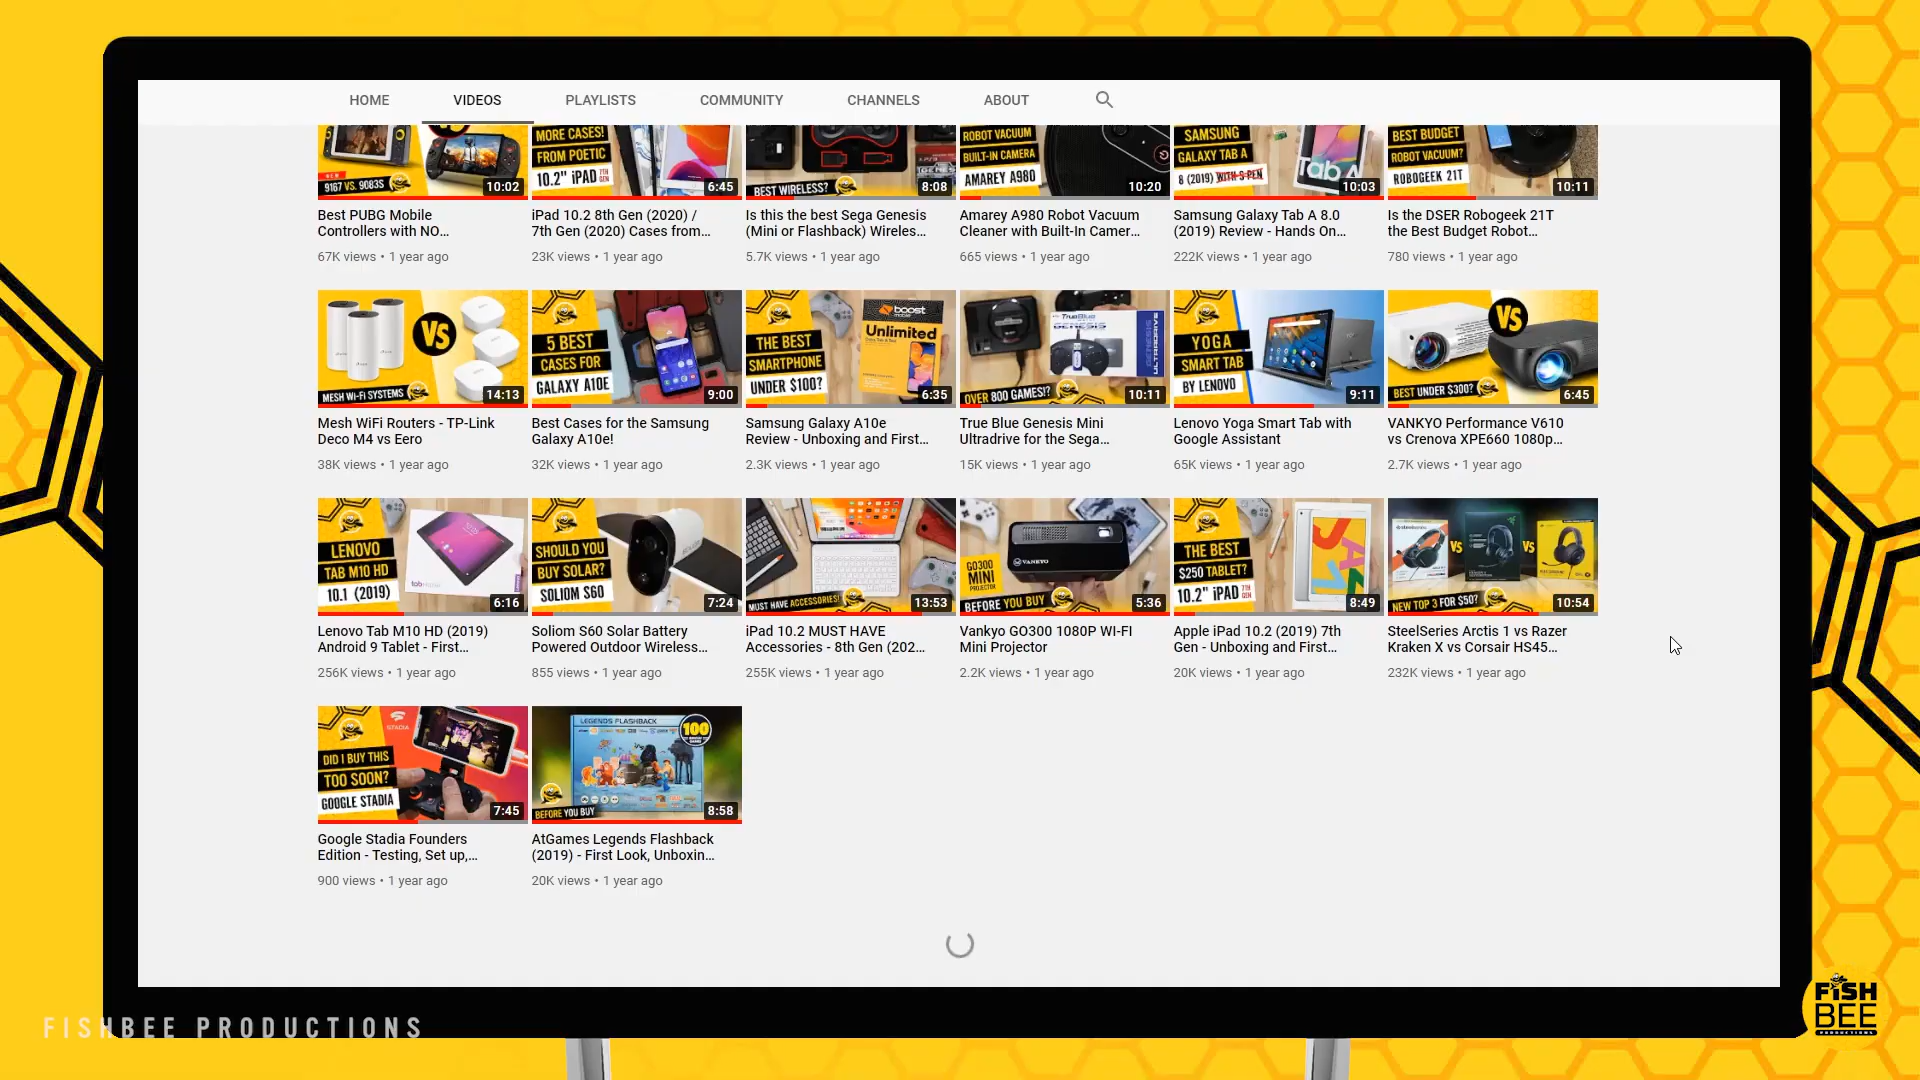 HOME VIDEOS PLAYLISTS COMMUNITY CHANNELS ABOUT
9167 VS. 9083S
10:02
MORE CASES!
FROM POETIC
10.2" iPAD 7TH GEN
6:45
BEST WIRELESS?
8:08
ROBOT VACUUM
BUILT-IN CAMERA
AMAREY A980
10:20
SAMSUNG
GALAXY TAB A
8 (2019) WITH S PEN
Tab A
10:03
BEST BUDGET
ROBOT VACUUM?
ROBOGEEK 21T
10:11
Best PUBG Mobile
Controllers with NO...
67K views • 1 year ago
iPad 10.2 8th Gen (2020) /
7th Gen (2020) Cases from...
23K views • 1 year ago
Is this the best Sega Genesis
(Mini or Flashback) Wireles...
5.7K views • 1 year ago
Amarey A980 Robot Vacuum
Cleaner with Built-In Camer...
665 views • 1 year ago
Samsung Galaxy Tab A 8.0
(2019) Review - Hands On...
222K views • 1 year ago
Is the DSER Robogeek 21T
the Best Budget Robot...
780 views • 1 year ago
VS
MESH Wi-Fi SYSTEMS
14:13
5 BEST
CASES FOR
GALAXY A10E
9:00
THE BEST
SMARTPHONE
UNDER $100?
boost
Unlimited
6:35
TrueBlue
GENESIS
ULTRADRIVE
OVER 800 GAMES!?
10:11
YOGA
SMART TAB
BY LENOVO
9:11
VS
BEST UNDER $300?
6:45
Mesh WiFi Routers - TP-Link
Deco M4 vs Eero
38K views • 1 year ago
Best Cases for the Samsung
Galaxy A10e!
32K views • 1 year ago
Samsung Galaxy A10e
Review - Unboxing and First...
2.3K views • 1 year ago
True Blue Genesis Mini
Ultradrive for the Sega...
15K views • 1 year ago
Lenovo Yoga Smart Tab with
Google Assistant
65K views • 1 year ago
VANKYO Performance V610
vs Crenova XPE660 1080p...
2.7K views • 1 year ago
LENOVO
TAB M10 HD
10.1 (2019)
6:16
SHOULD YOU
BUY SOLAR?
SOLIOM S60
7:24
MUST HAVE ACCESSORIES!
13:53
GO300
MINI
PROJECTOR
VANKYO
BEFORE YOU BUY
5:36
THE BEST
$250 TABLET?
10.2" iPAD 7TH GEN
8:49
steelseries
VS
VS
NEW TOP 3 FOR $50?
10:54
Lenovo Tab M10 HD (2019)
Android 9 Tablet - First...
256K views • 1 year ago
Soliom S60 Solar Battery
Powered Outdoor Wireless...
855 views • 1 year ago
iPad 10.2 MUST HAVE
Accessories - 8th Gen (202...
255K views • 1 year ago
Vankyo GO300 1080P WI-FI
Mini Projector
2.2K views • 1 year ago
Apple iPad 10.2 (2019) 7th
Gen - Unboxing and First...
20K views • 1 year ago
SteelSeries Arctis 1 vs Razer
Kraken X vs Corsair HS45...
232K views • 1 year ago
STADIA
DID I BUY THIS
TOO SOON?
GOOGLE STADIA
7:45
LEGENDS FLASHBACK
100
BEFORE YOU BUY
8:58
Google Stadia Founders
Edition - Testing, Set up,...
900 views • 1 year ago
AtGames Legends Flashback
(2019) - First Look, Unboxin...
20K views • 1 year ago
FISHBEE PRODUCTIONS
FISH
BEE
PRODUCTIONS